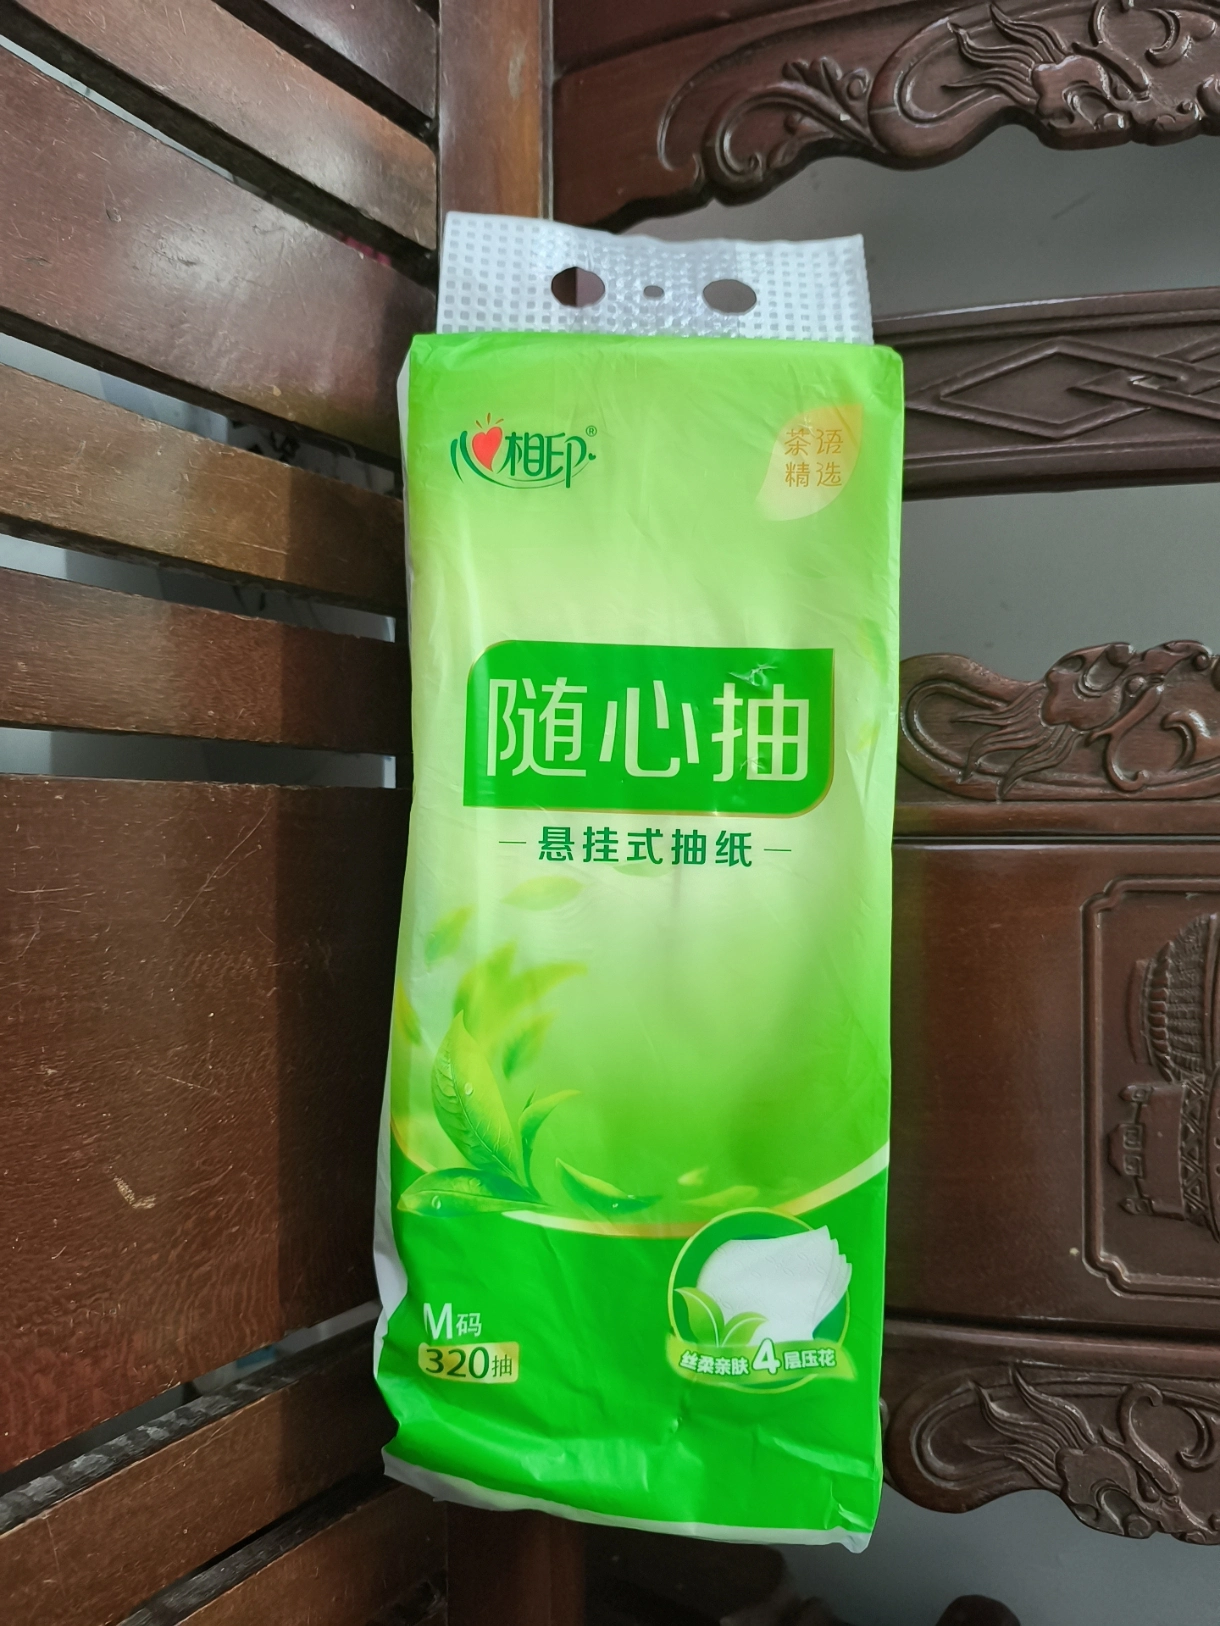 心相印®
茶语
精选
随心抽
悬挂式抽纸
M码
320抽
丝柔亲肤4层压花